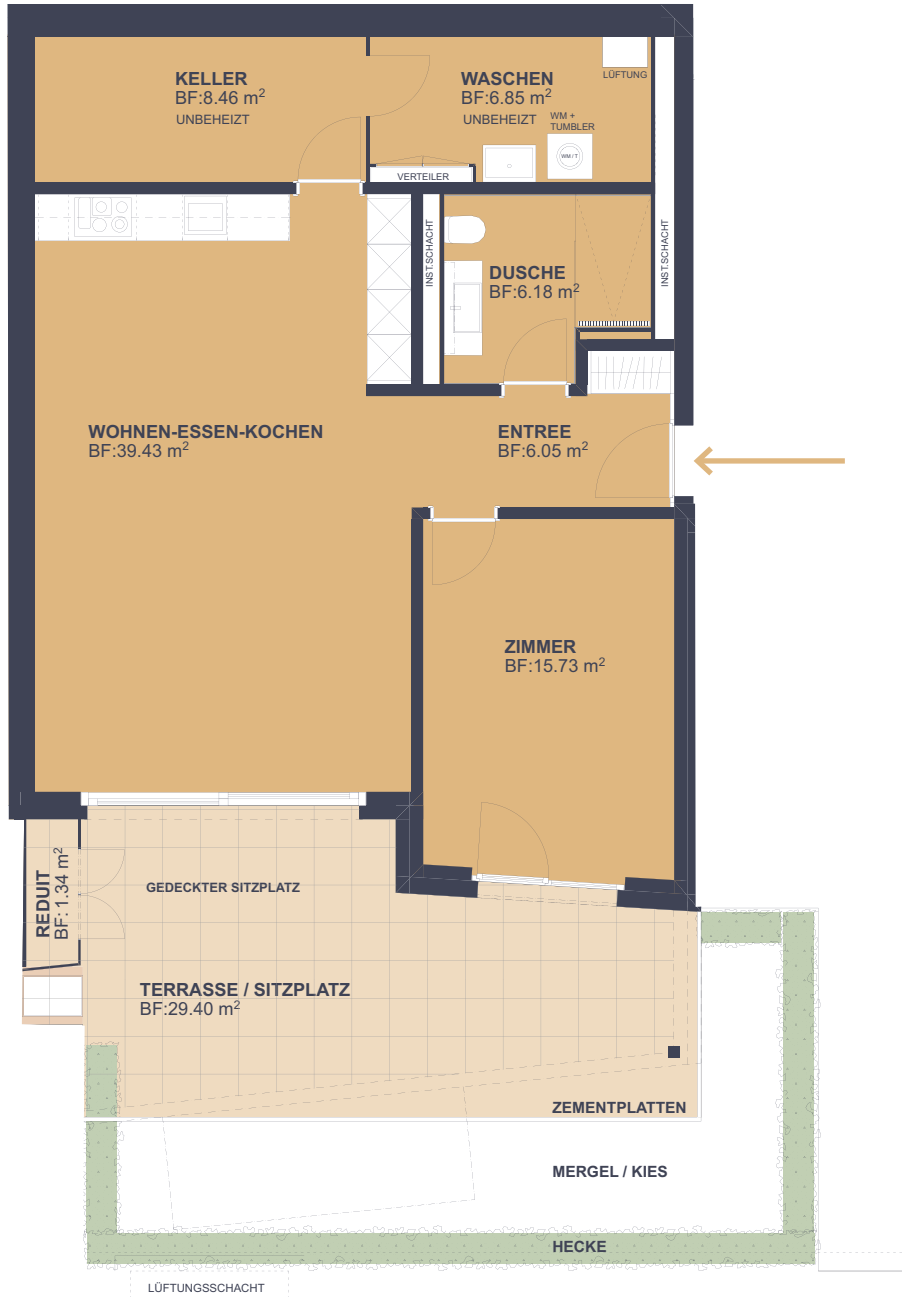 KELLER
BF:8.46 m²
UNBEHEIZT
WASCHEN
BF:6.85 m²
UNBEHEIZT
LÜFTUNG
WM +
TUMBLER
WM / T
VERTEILER
INST.SCHACHT
DUSCHE
BF:6.18 m²
INST.SCHACHT
WOHNEN-ESSEN-KOCHEN
BF:39.43 m²
ENTREE
BF:6.05 m²
ZIMMER
BF:15.73 m²
REDUIT
BF: 1.34 m²
GEDECKTER SITZPLATZ
TERRASSE / SITZPLATZ
BF:29.40 m²
ZEMENTPLATTEN
MERGEL / KIES
HECKE
LÜFTUNGSSCHACHT